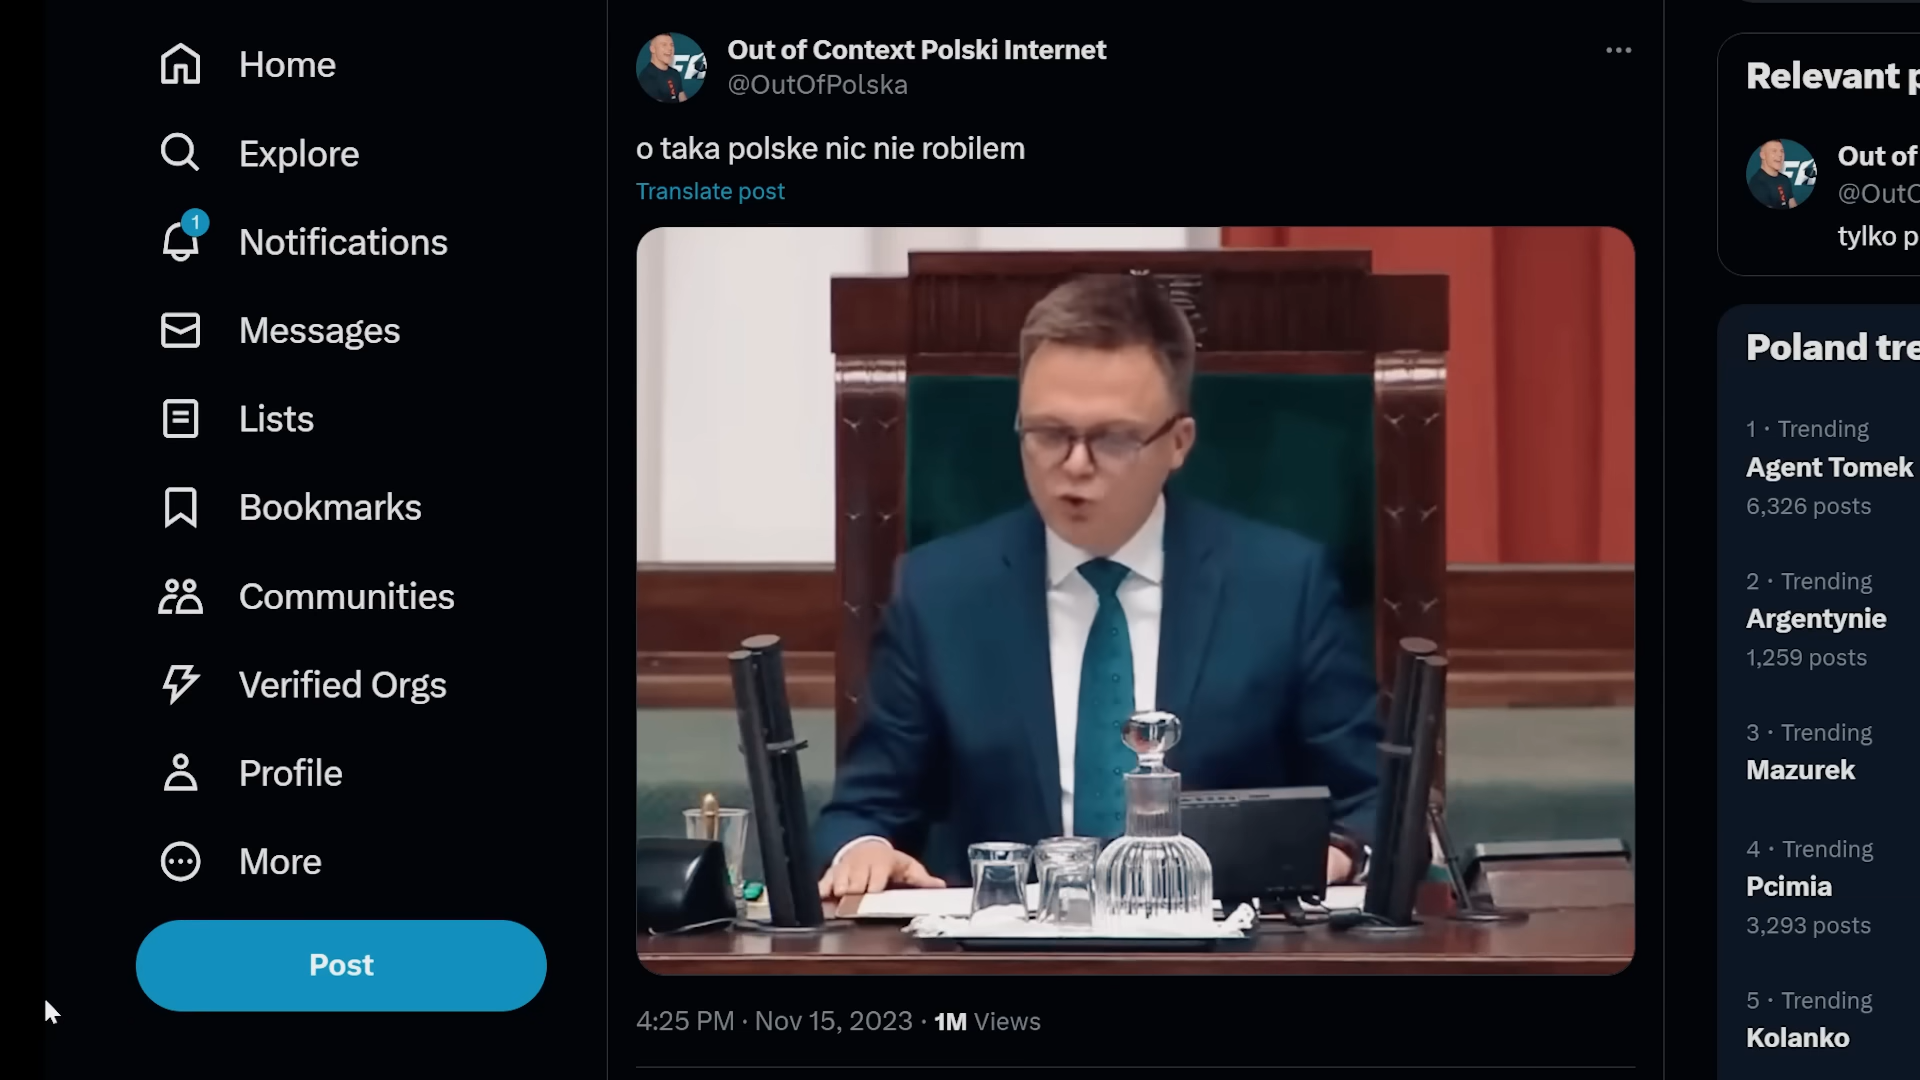 Home
Explore
1
Notifications
Messages
Lists
Bookmarks
Communities
Verified Orgs
Profile
More
Post
Out of Context Polski Internet
@OutOfPolska
o taka polske nic nie robilem
Translate post
4:25 PM · Nov 15, 2023 · 1M Views
Relevant p
Out of
@OutO
tylko p
Poland tre
1 · Trending
Agent Tomek
6,326 posts
2 · Trending
Argentynie
1,259 posts
3 · Trending
Mazurek
4 · Trending
Pcimia
3,293 posts
5 · Trending
Kolanko